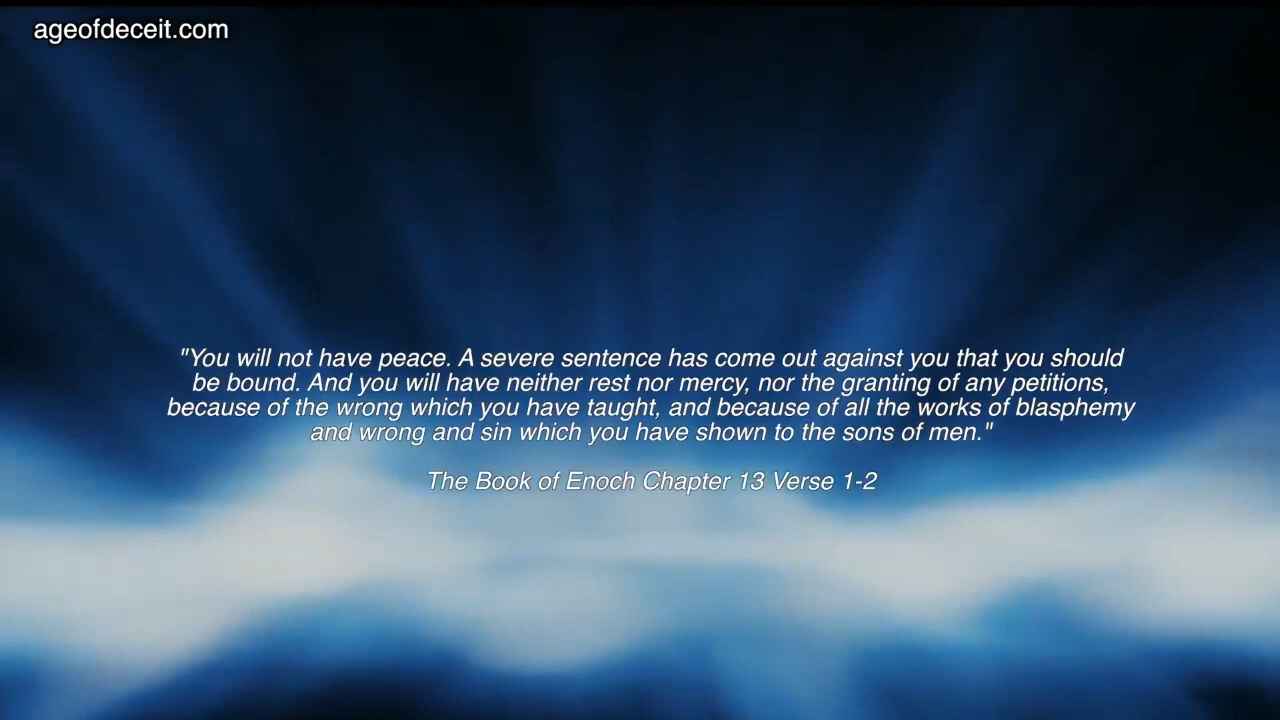 ageofdeceit.com
"You will not have peace. A severe sentence has come out against you that you should
be bound. And you will have neither rest nor mercy, nor the granting of any petitions,
because of the wrong which you have taught, and because of all the works of blasphemy
and wrong and sin which you have shown to the sons of men."
The Book of Enoch Chapter 13 Verse 1-2